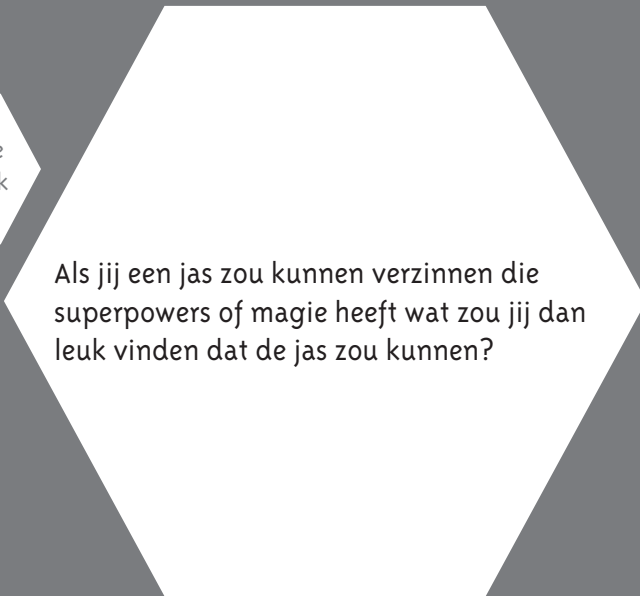 Als jij een jas zou kunnen verzinnen die
superpowers of magie heeft wat zou jij dan
leuk vinden dat de jas zou kunnen?